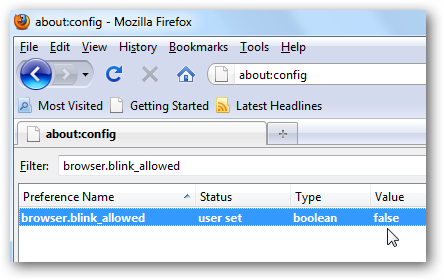 about:config - Mozilla Firefox
File Edit View History Bookmarks Tools Help
about:config
Most Visited Getting Started Latest Headlines
about:config
Filter: browser.blink_allowed
Preference Name Status Type Value
browser.blink_allowed user set boolean false